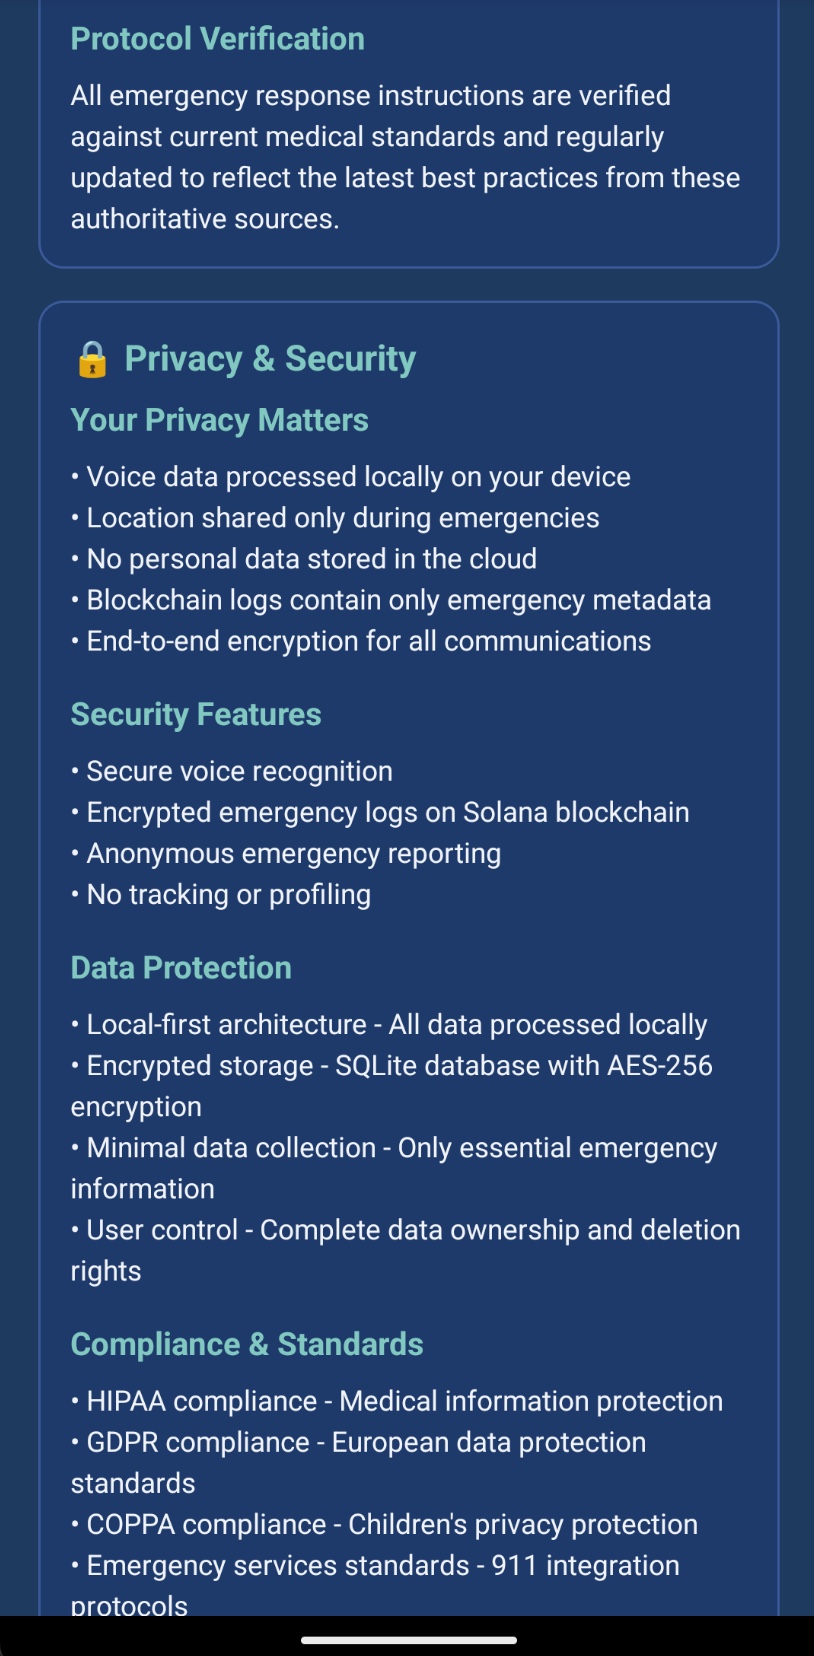 Protocol Verification
All emergency response instructions are verified
against current medical standards and regularly
updated to reflect the latest best practices from these
authoritative sources.
🔒 Privacy & Security
Your Privacy Matters
• Voice data processed locally on your device
• Location shared only during emergencies
• No personal data stored in the cloud
• Blockchain logs contain only emergency metadata
• End-to-end encryption for all communications
Security Features
• Secure voice recognition
• Encrypted emergency logs on Solana blockchain
• Anonymous emergency reporting
• No tracking or profiling
Data Protection
• Local-first architecture - All data processed locally
• Encrypted storage - SQLite database with AES-256
encryption
• Minimal data collection - Only essential emergency
information
• User control - Complete data ownership and deletion
rights
Compliance & Standards
• HIPAA compliance - Medical information protection
• GDPR compliance - European data protection
standards
• COPPA compliance - Children's privacy protection
• Emergency services standards - 911 integration
protocols